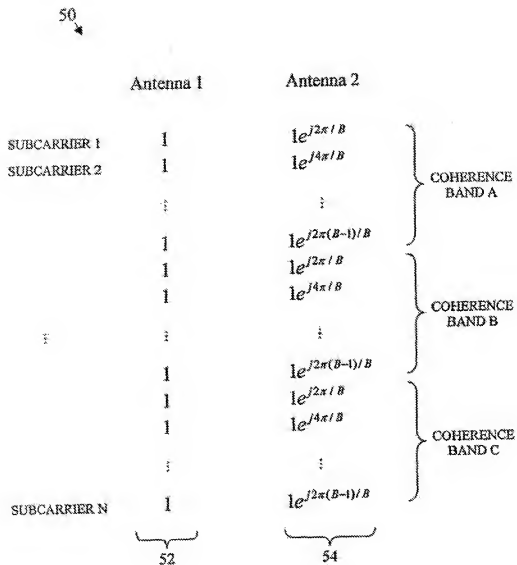 50
Antenna 1 Antenna 2
SUBCARRIER 1 1 1e^{j2π/B}
SUBCARRIER 2 1 1e^{j4π/B}
⋮ ⋮
COHERENCE
BAND A
1 1e^{j2π(B−1)/B}
1 1e^{j2π/B}
1 1e^{j4π/B}
⋮ ⋮ ⋮
COHERENCE
BAND B
1 1e^{j2π(B−1)/B}
1 1e^{j2π/B}
1 1e^{j4π/B}
⋮ ⋮
COHERENCE
BAND C
SUBCARRIER N 1 1e^{j2π(B−1)/B}
52 54